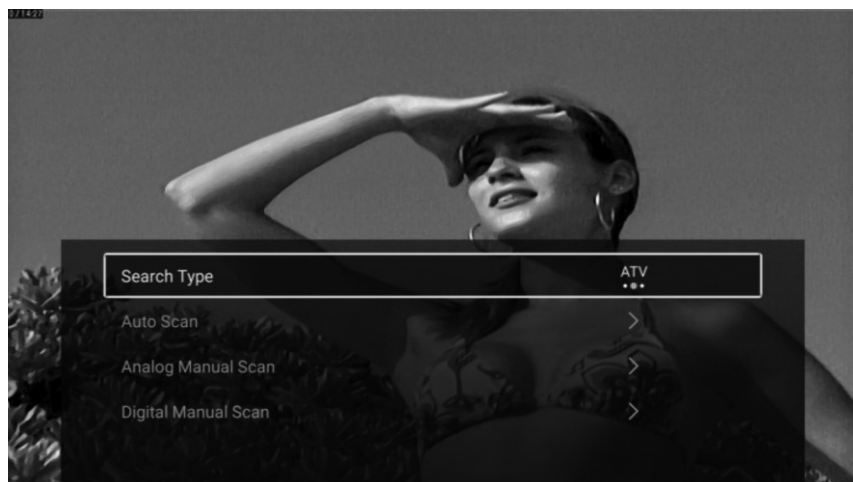 Search Type ATV
Auto Scan
Analog Manual Scan
Digital Manual Scan